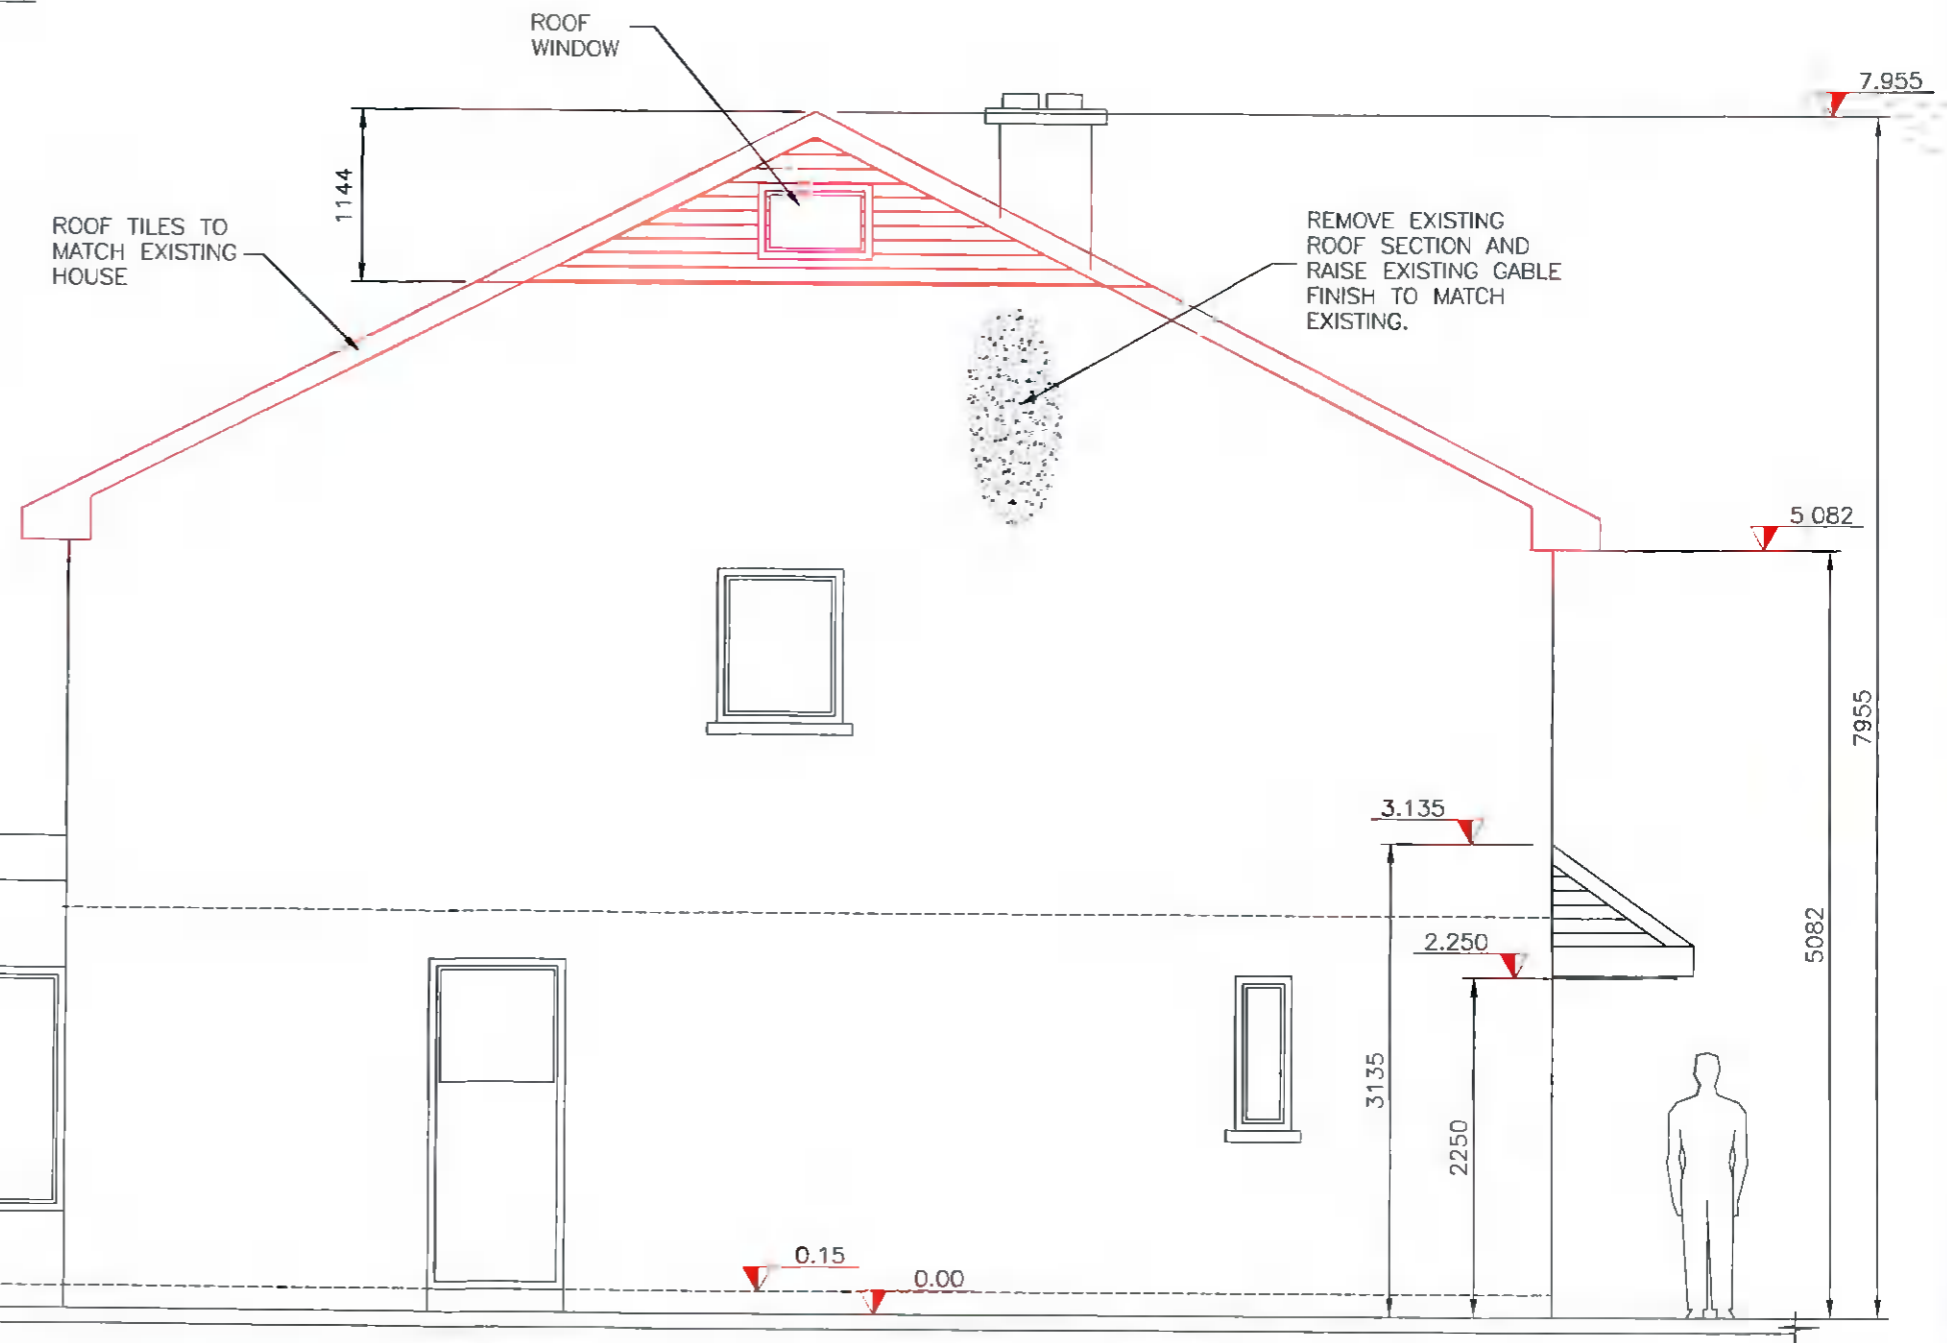 ROOF
WINDOW
7.955
1144
ROOF TILES TO
MATCH EXISTING
HOUSE
REMOVE EXISTING
ROOF SECTION AND
RAISE EXISTING GABLE
FINISH TO MATCH
EXISTING.
5 082
7955
3.135
5082
2.250
3135
2250
0.15
0.00